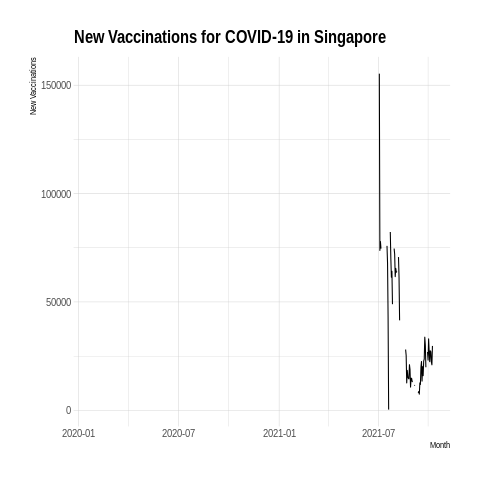 New Vaccinations for COVID-19 in Singapore
New Vaccinations
150000
100000
50000
0
2020-01 2020-07 2021-01 2021-07
Month